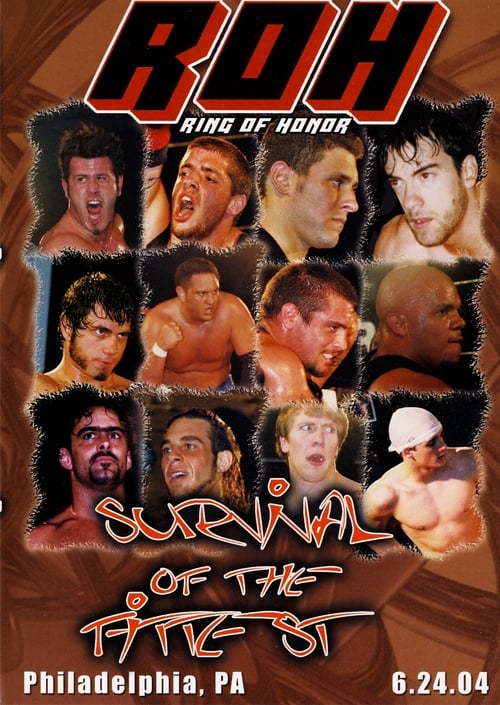 ROH
RING OF HONOR
SURVIVAL
OF THE
FITTEST
Philadelphia, PA 6.24.04